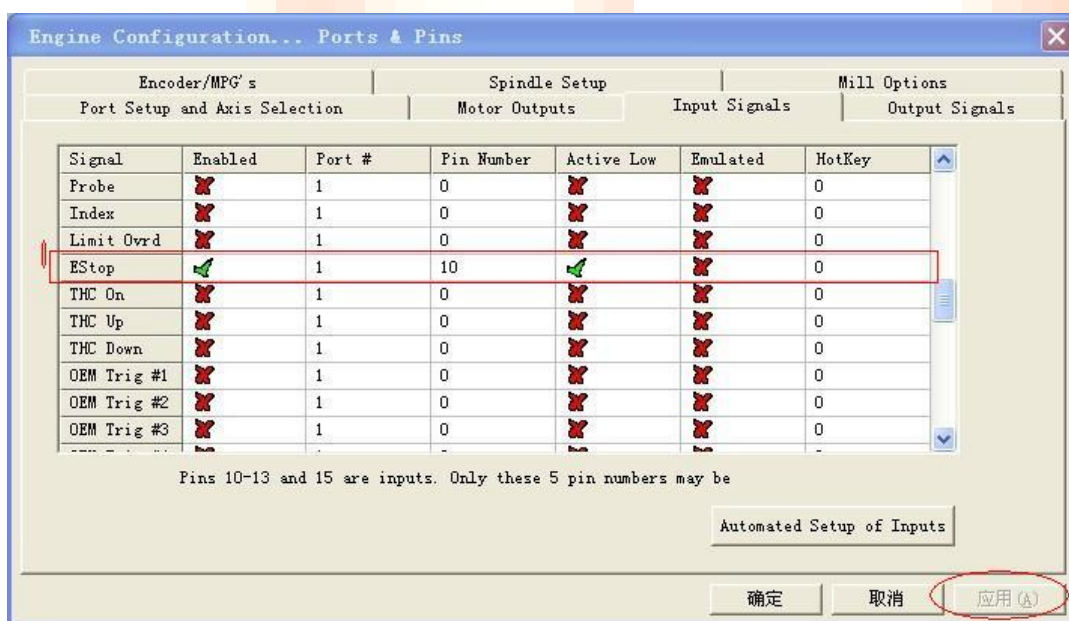 Engine Configuration... Ports & Pins
Encoder/MPG's Spindle Setup Mill Options
Port Setup and Axis Selection Motor Outputs Input Signals Output Signals
Signal Enabled Port # Pin Number Active Low Emulated HotKey
Probe 1 0 0
Index 1 0 0
Limit Ovrd 1 0 0
EStop 1 10 0
THC On 1 0 0
THC Up 1 0 0
THC Down 1 0 0
OEM Trig #1 1 0 0
OEM Trig #2 1 0 0
OEM Trig #3 1 0 0
Pins 10-13 and 15 are inputs. Only these 5 pin numbers may be
Automated Setup of Inputs
确定 取消 应用(A)